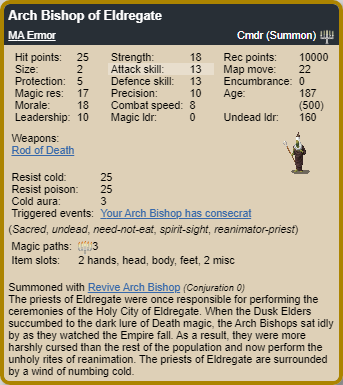 Arch Bishop of Eldregate
MA Ermor Cmdr (Summon)
Hit points: 25 Strength: 18 Rec points: 10000
Size: 2 Attack skill: 13 Map move: 22
Protection: 5 Defence skill: 13 Encumbrance: 0
Magic res: 17 Precision: 10 Age: 187
Morale: 18 Combat speed: 8 (500)
Leadership: 10 Magic ldr: 0 Undead ldr: 160
Weapons:
Rod of Death
Resist cold: 25
Resist poison: 25
Cold aura: 3
Triggered events: Your Arch Bishop has consecrat
(Sacred, undead, need-not-eat, spirit-sight, reanimator-priest)
Magic paths: 3
Item slots: 2 hands, head, body, feet, 2 misc
Summoned with Revive Arch Bishop (Conjuration 0)
The priests of Eldregate were once responsible for performing the
ceremonies of the Holy City of Eldregate. When the Dusk Elders
succumbed to the dark lure of Death magic, the Arch Bishops sat idly
by as they watched the Empire fall. As a result, they were more
harshly cursed than the rest of the population and now perform the
unholy rites of reanimation. The priests of Eldregate are surrounded
by a wind of numbing cold.